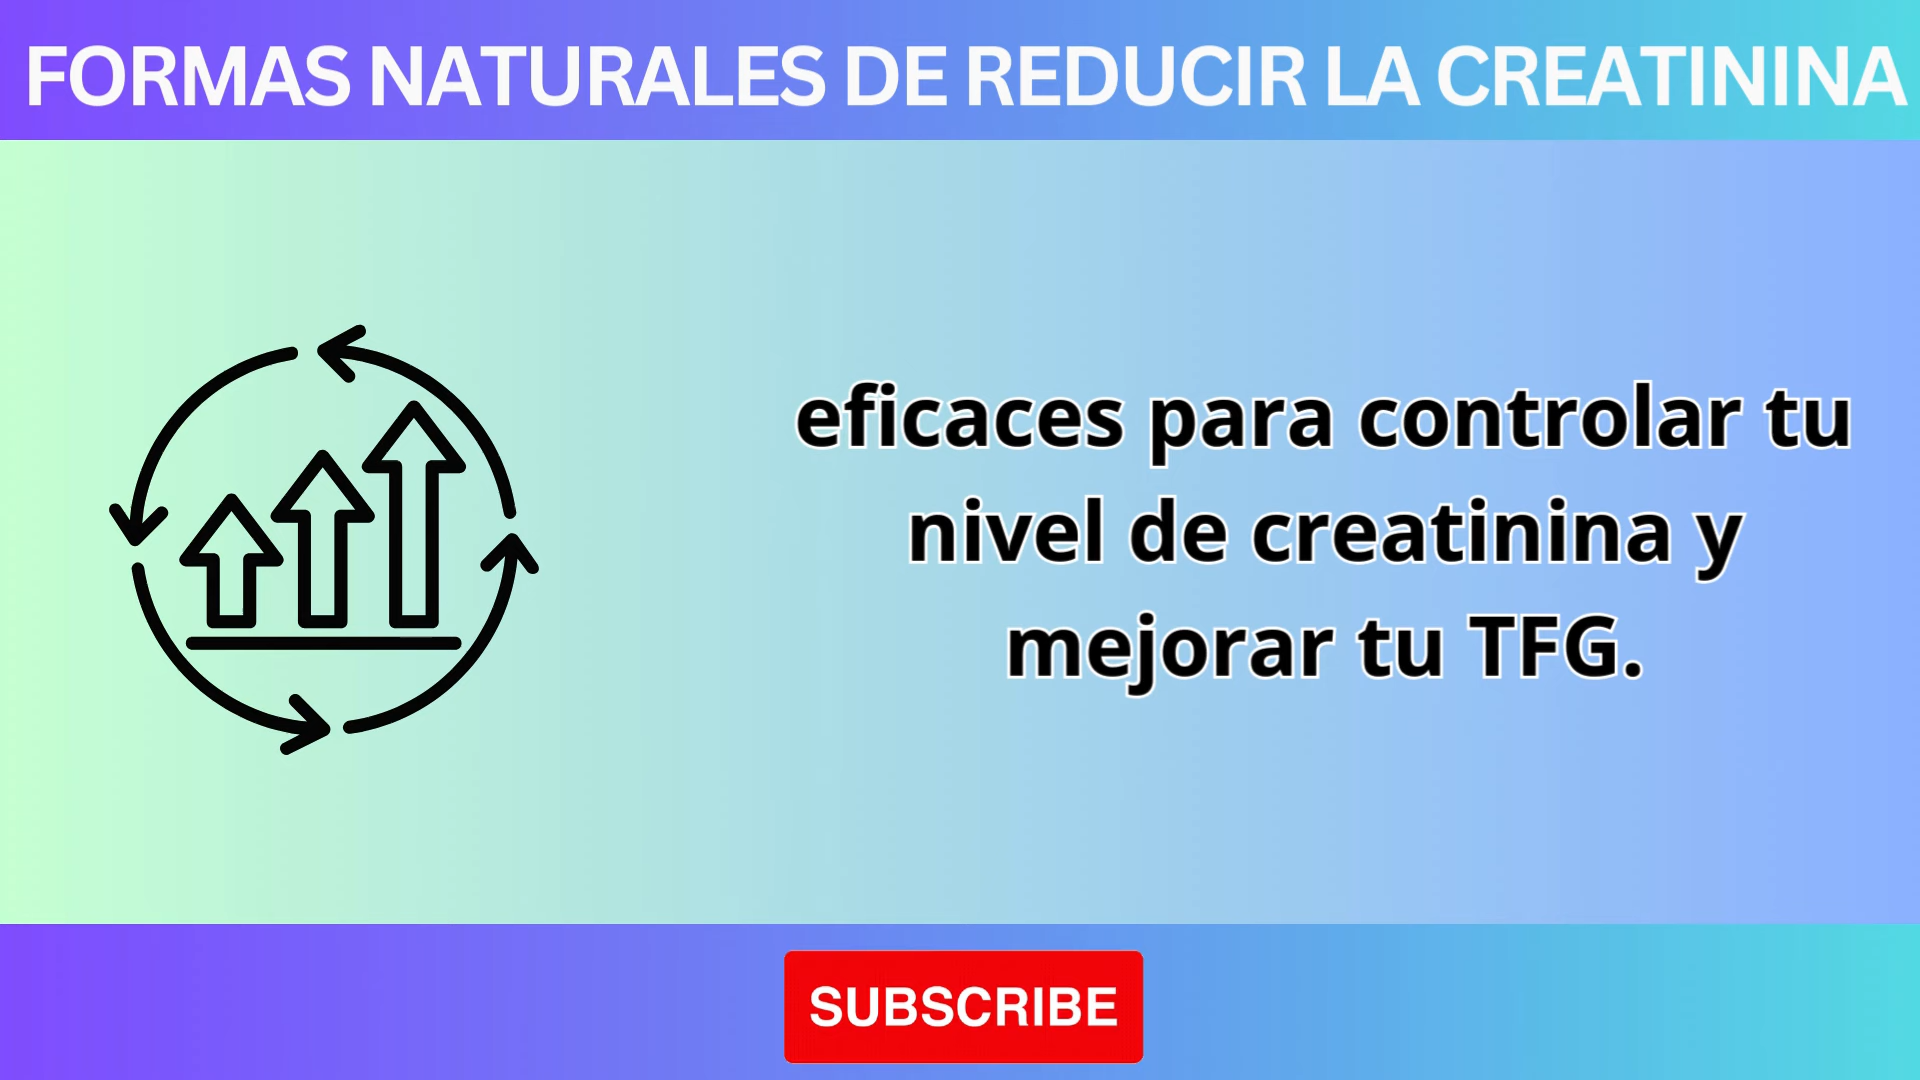 FORMAS NATURALES DE REDUCIR LA CREATININA
eficaces para controlar tu
nivel de creatinina y
mejorar tu TFG.
SUBSCRIBE